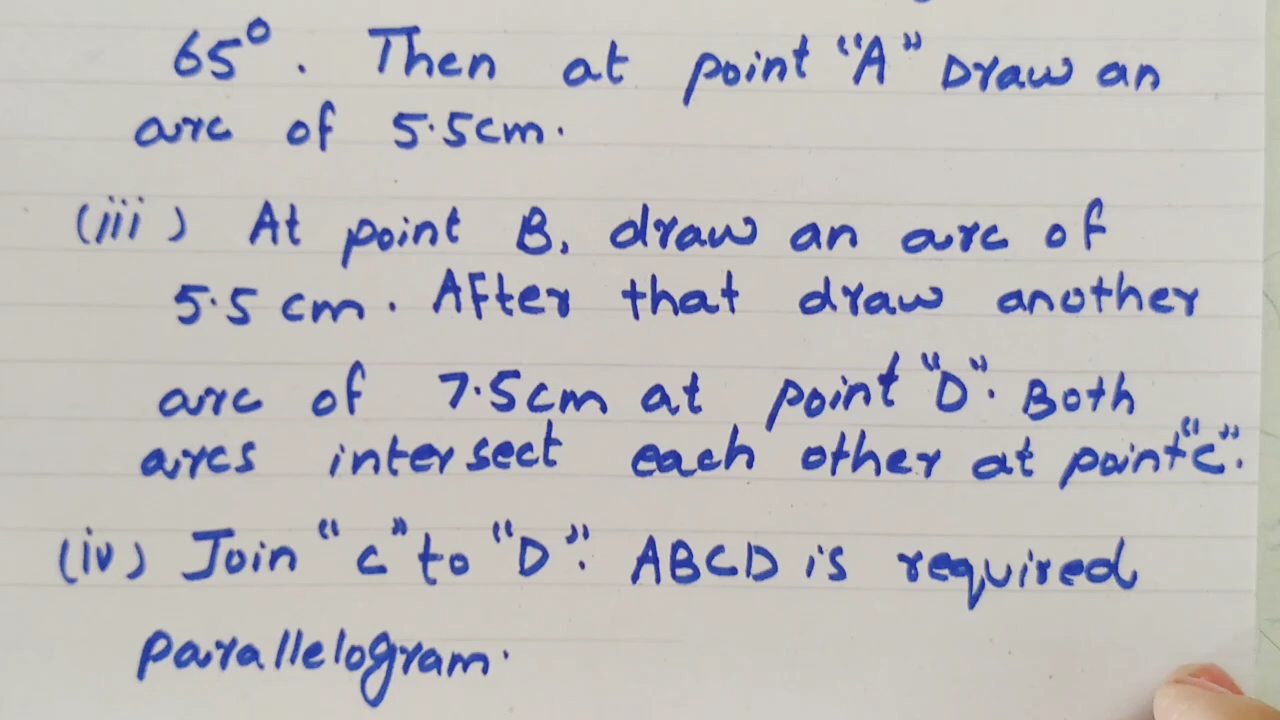 65°. Then at point "A" Draw an
arc of 5.5cm.
(iii) At point B, draw an arc of
5.5 cm. After that draw another
arc of 7.5cm at point "D". Both
arcs intersect each other at point "c".
(iv) Join "c" to "D". ABCD is required
parallelogram.